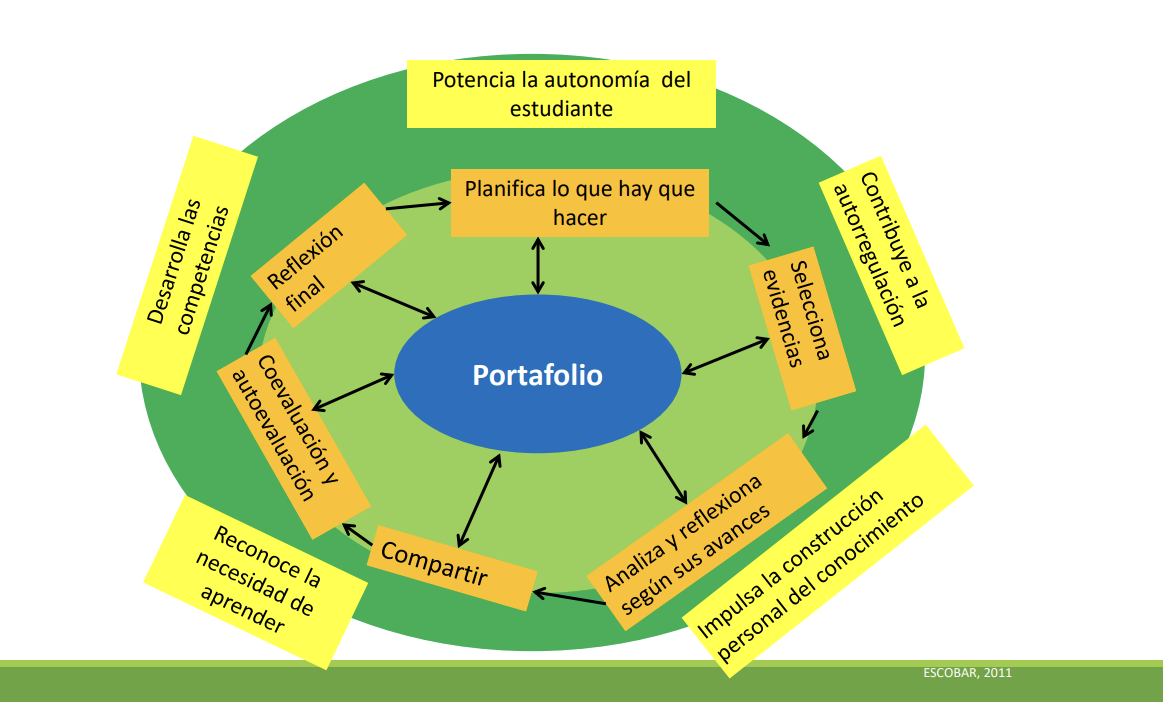 Potencia la autonomía del
estudiante
Planifica lo que hay que
hacer
Contribuye a la
autorregulación
Selecciona
evidencias
Desarrolla las
competencias
Reflexión
final
Portafolio
Coevaluación y
autoevaluación
Analiza y reflexiona
según sus avances
Impulsa la construcción
personal del conocimiento
Compartir
Reconoce la
necesidad de
aprender
ESCOBAR, 2011